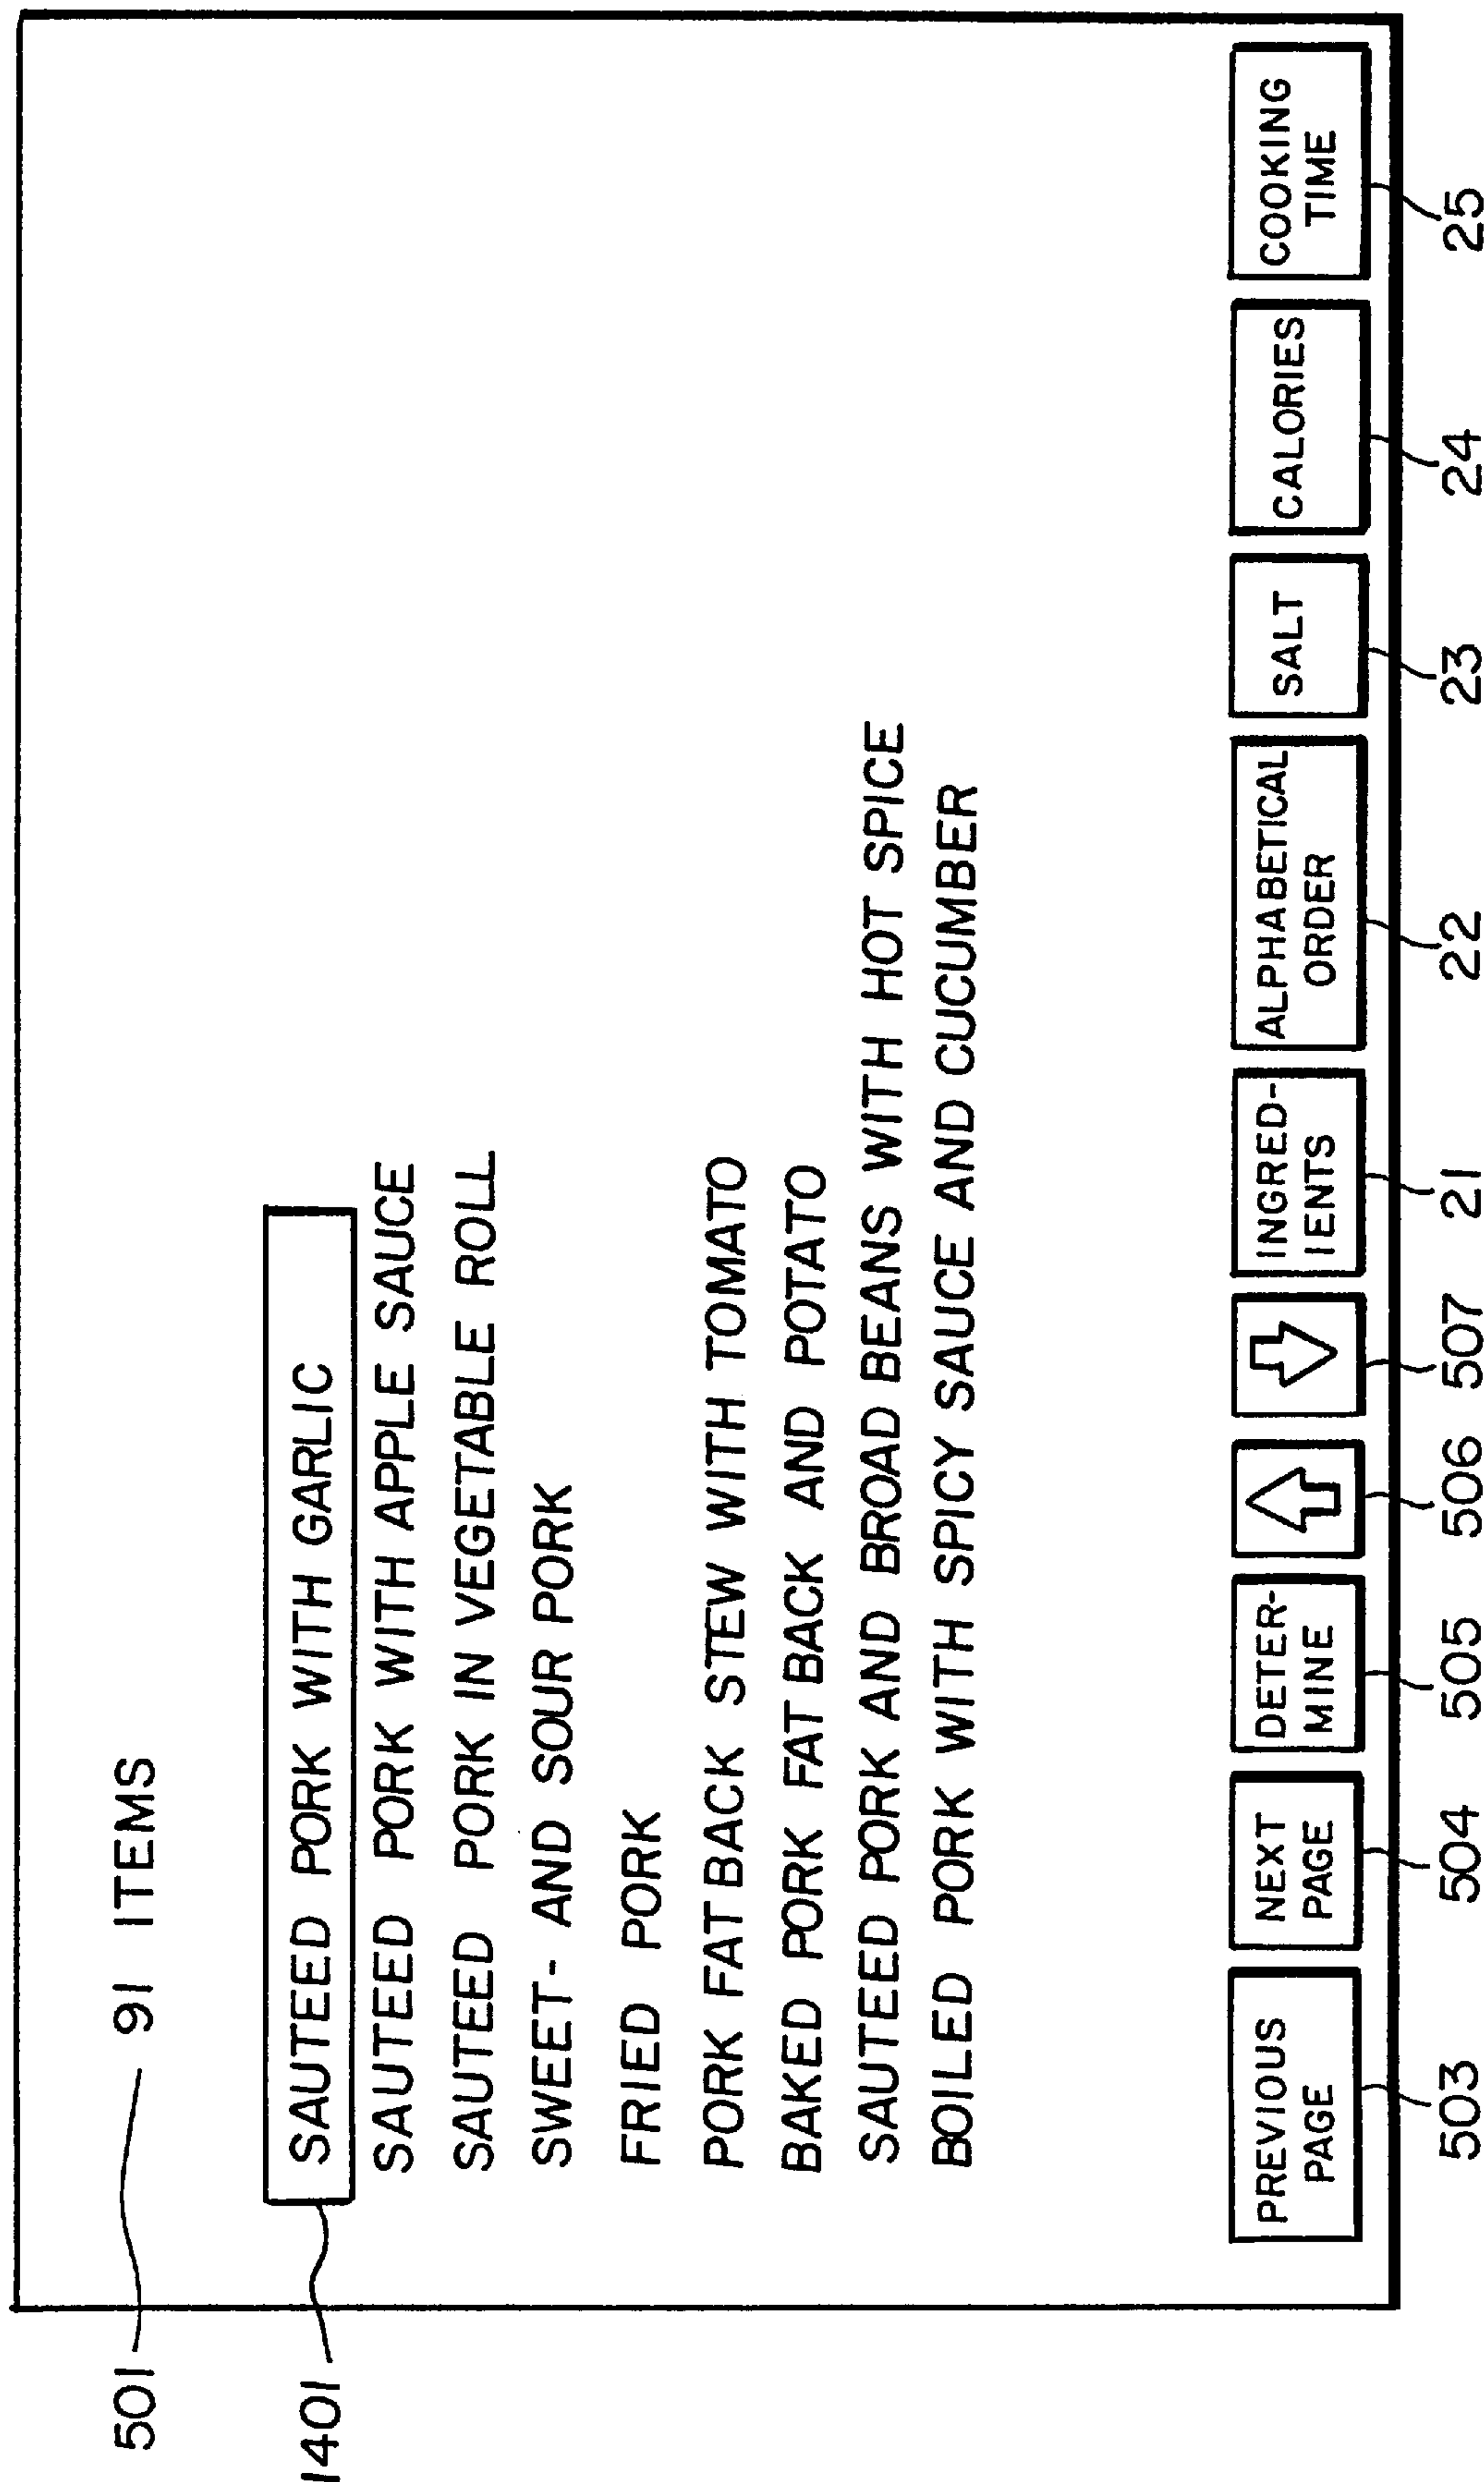 501
91 ITEMS
1401
SAUTEED PORK WITH GARLIC
SAUTEED PORK WITH APPLE SAUCE
SAUTEED PORK IN VEGETABLE ROLL
SWEET- AND SOUR PORK
FRIED PORK
PORK FAT BACK STEW WITH TOMATO
BAKED PORK FAT BACK AND POTATO
SAUTEED PORK AND BROAD BEANS WITH HOT SPICE
BOILED PORK WITH SPICY SAUCE AND CUCUMBER
PREVIOUS
PAGE
NEXT
PAGE
DETER-
MINE
INGRED-
IENTS
ALPHABETICAL
ORDER
SALT
CALORIES
COOKING
TIME
503 504 505 506 507 21 22 23 24 25